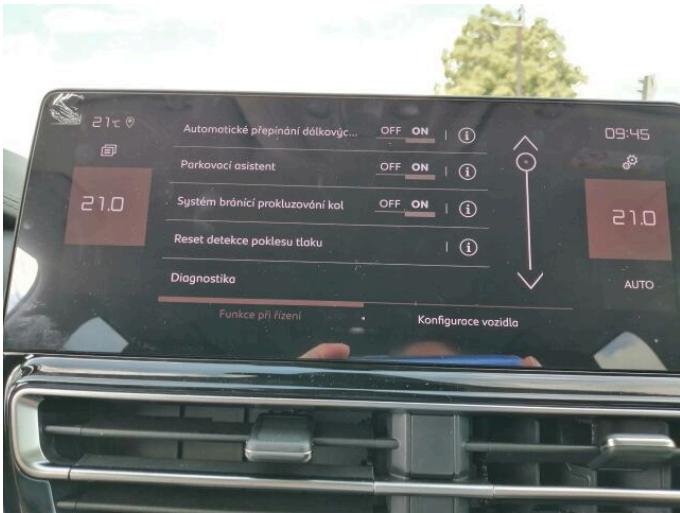 21°C
09:45
Automatické přepínání dálkovýc... OFF ON
Parkovací asistent OFF ON
21.0
21.0
Systém bránící prokluzování kol OFF ON
Reset detekce poklesu tlaku
Diagnostika
AUTO
Funkce při řízení
Konfigurace vozidla